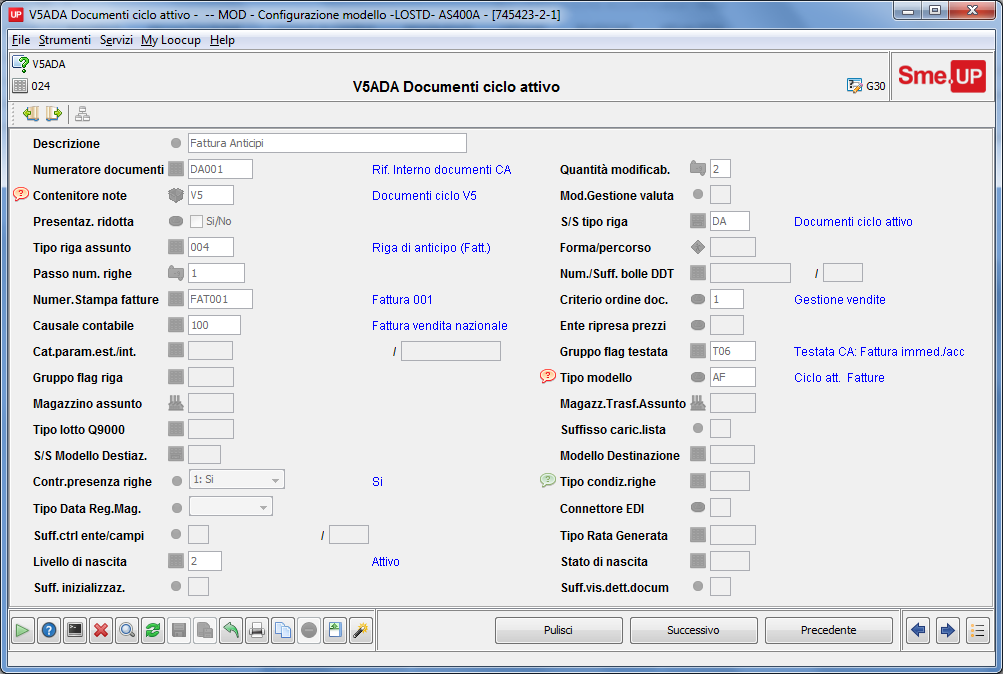 UP V5ADA Documenti ciclo attivo - -- MOD - Configurazione modello -LOSTD- AS400A - [745423-2-1]
File Strumenti Servizi My Loocup Help
V5ADA
024 V5ADA Documenti ciclo attivo G30 Sme.UP
Descrizione Fattura Anticipi
Numeratore documenti DA001 Rif. Interno documenti CA Quantità modificab. 2
Contenitore note V5 Documenti ciclo V5 Mod.Gestione valuta
Presentaz. ridotta Si/No S/S tipo riga DA Documenti ciclo attivo
Tipo riga assunto 004 Riga di anticipo (Fatt.) Forma/percorso
Passo num. righe 1 Num./Suff. bolle DDT /
Numer.Stampa fatture FAT001 Fattura 001 Criterio ordine doc. 1 Gestione vendite
Causale contabile 100 Fattura vendita nazionale Ente ripresa prezzi
Cat.param.est./int. / Gruppo flag testata T06 Testata CA: Fattura immed./acc
Gruppo flag riga Tipo modello AF Ciclo att. Fatture
Magazzino assunto Magazz.Trasf.Assunto
Tipo lotto Q9000 Suffisso caric.lista
S/S Modello Destiaz. Modello Destinazione
Contr.presenza righe 1: Si Si Tipo condiz.righe
Tipo Data Reg.Mag. Connettore EDI
Suff.ctrl ente/campi / Tipo Rata Generata
Livello di nascita 2 Attivo Stato di nascita
Suff. inizializzaz. Suff.vis.dett.docum
Pulisci Successivo Precedente